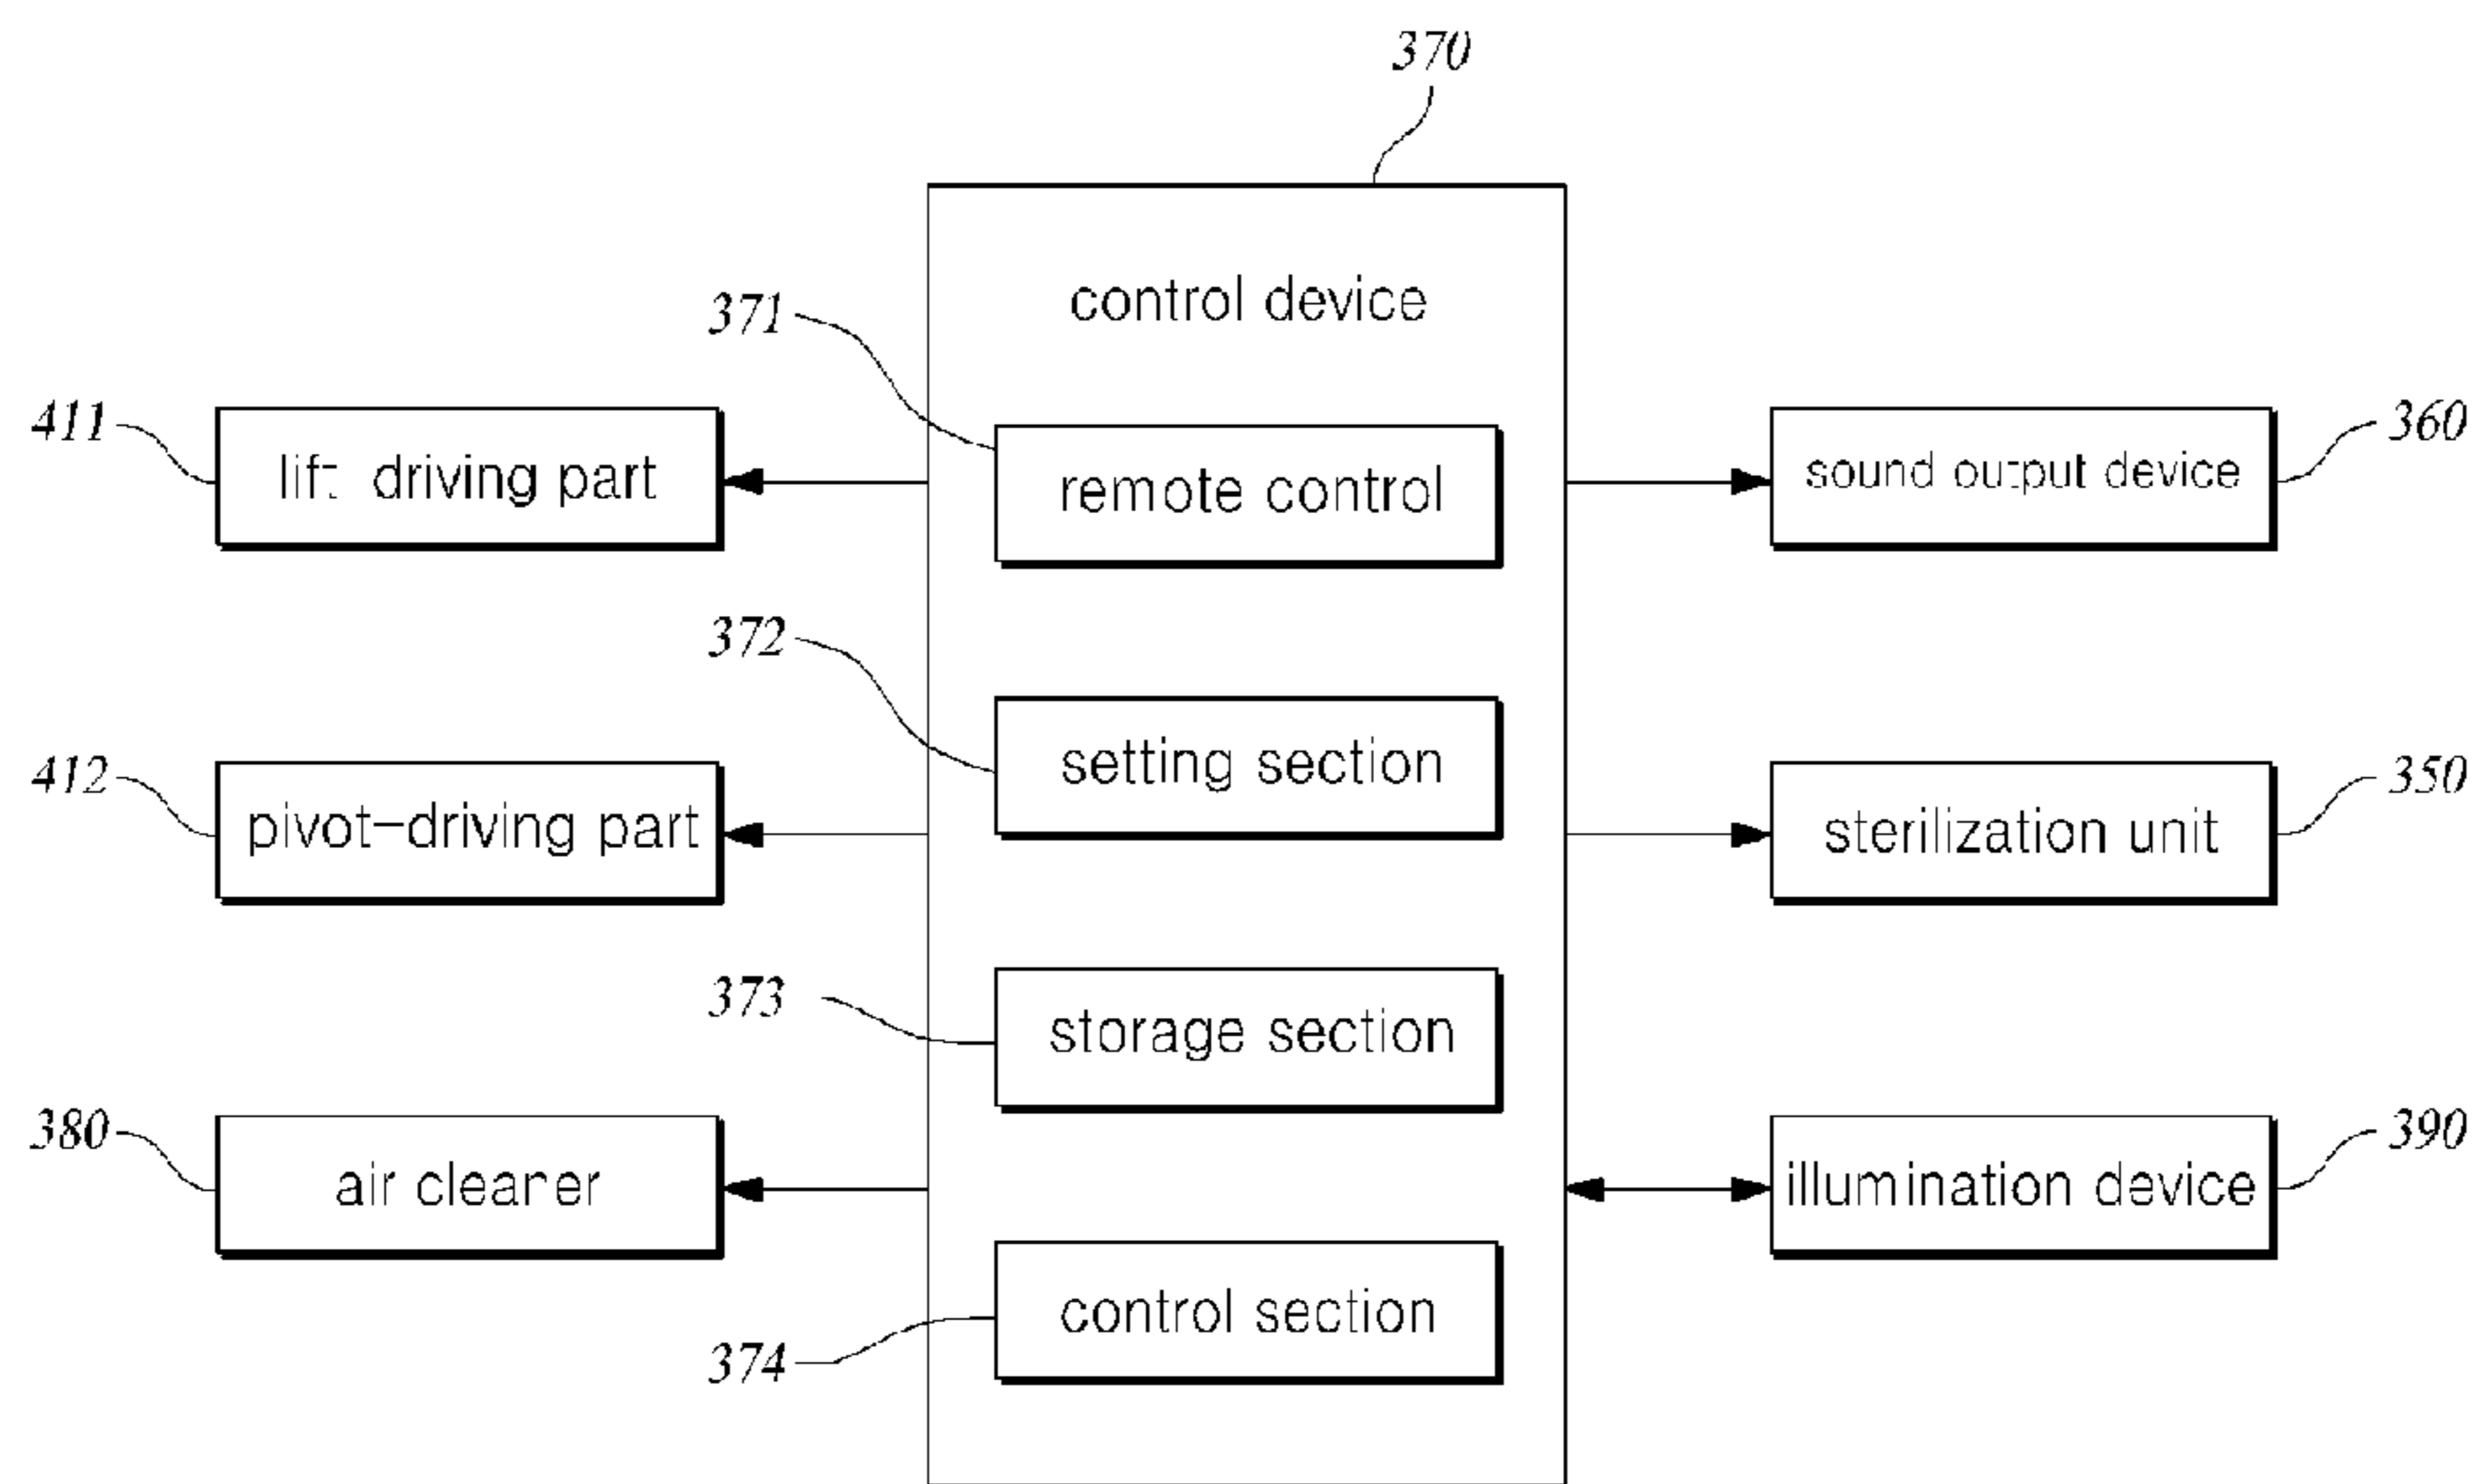 370
control device
371
remote control
411
lift driving part
360
sound output device
372
setting section
412
pivot-driving part
350
sterilization unit
373
storage section
380
air cleaner
390
illumination device
control section
374